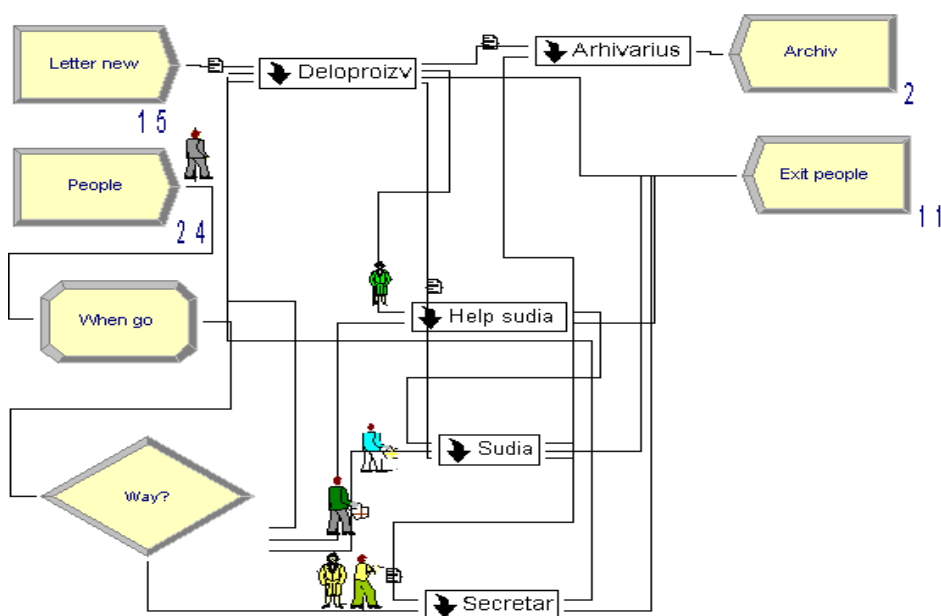 Letter new
Deloproizv
Arhivarius
Archiv
15
2
People
Exit people
24
11
When go
Help sudia
Sudia
Way?
Secretar